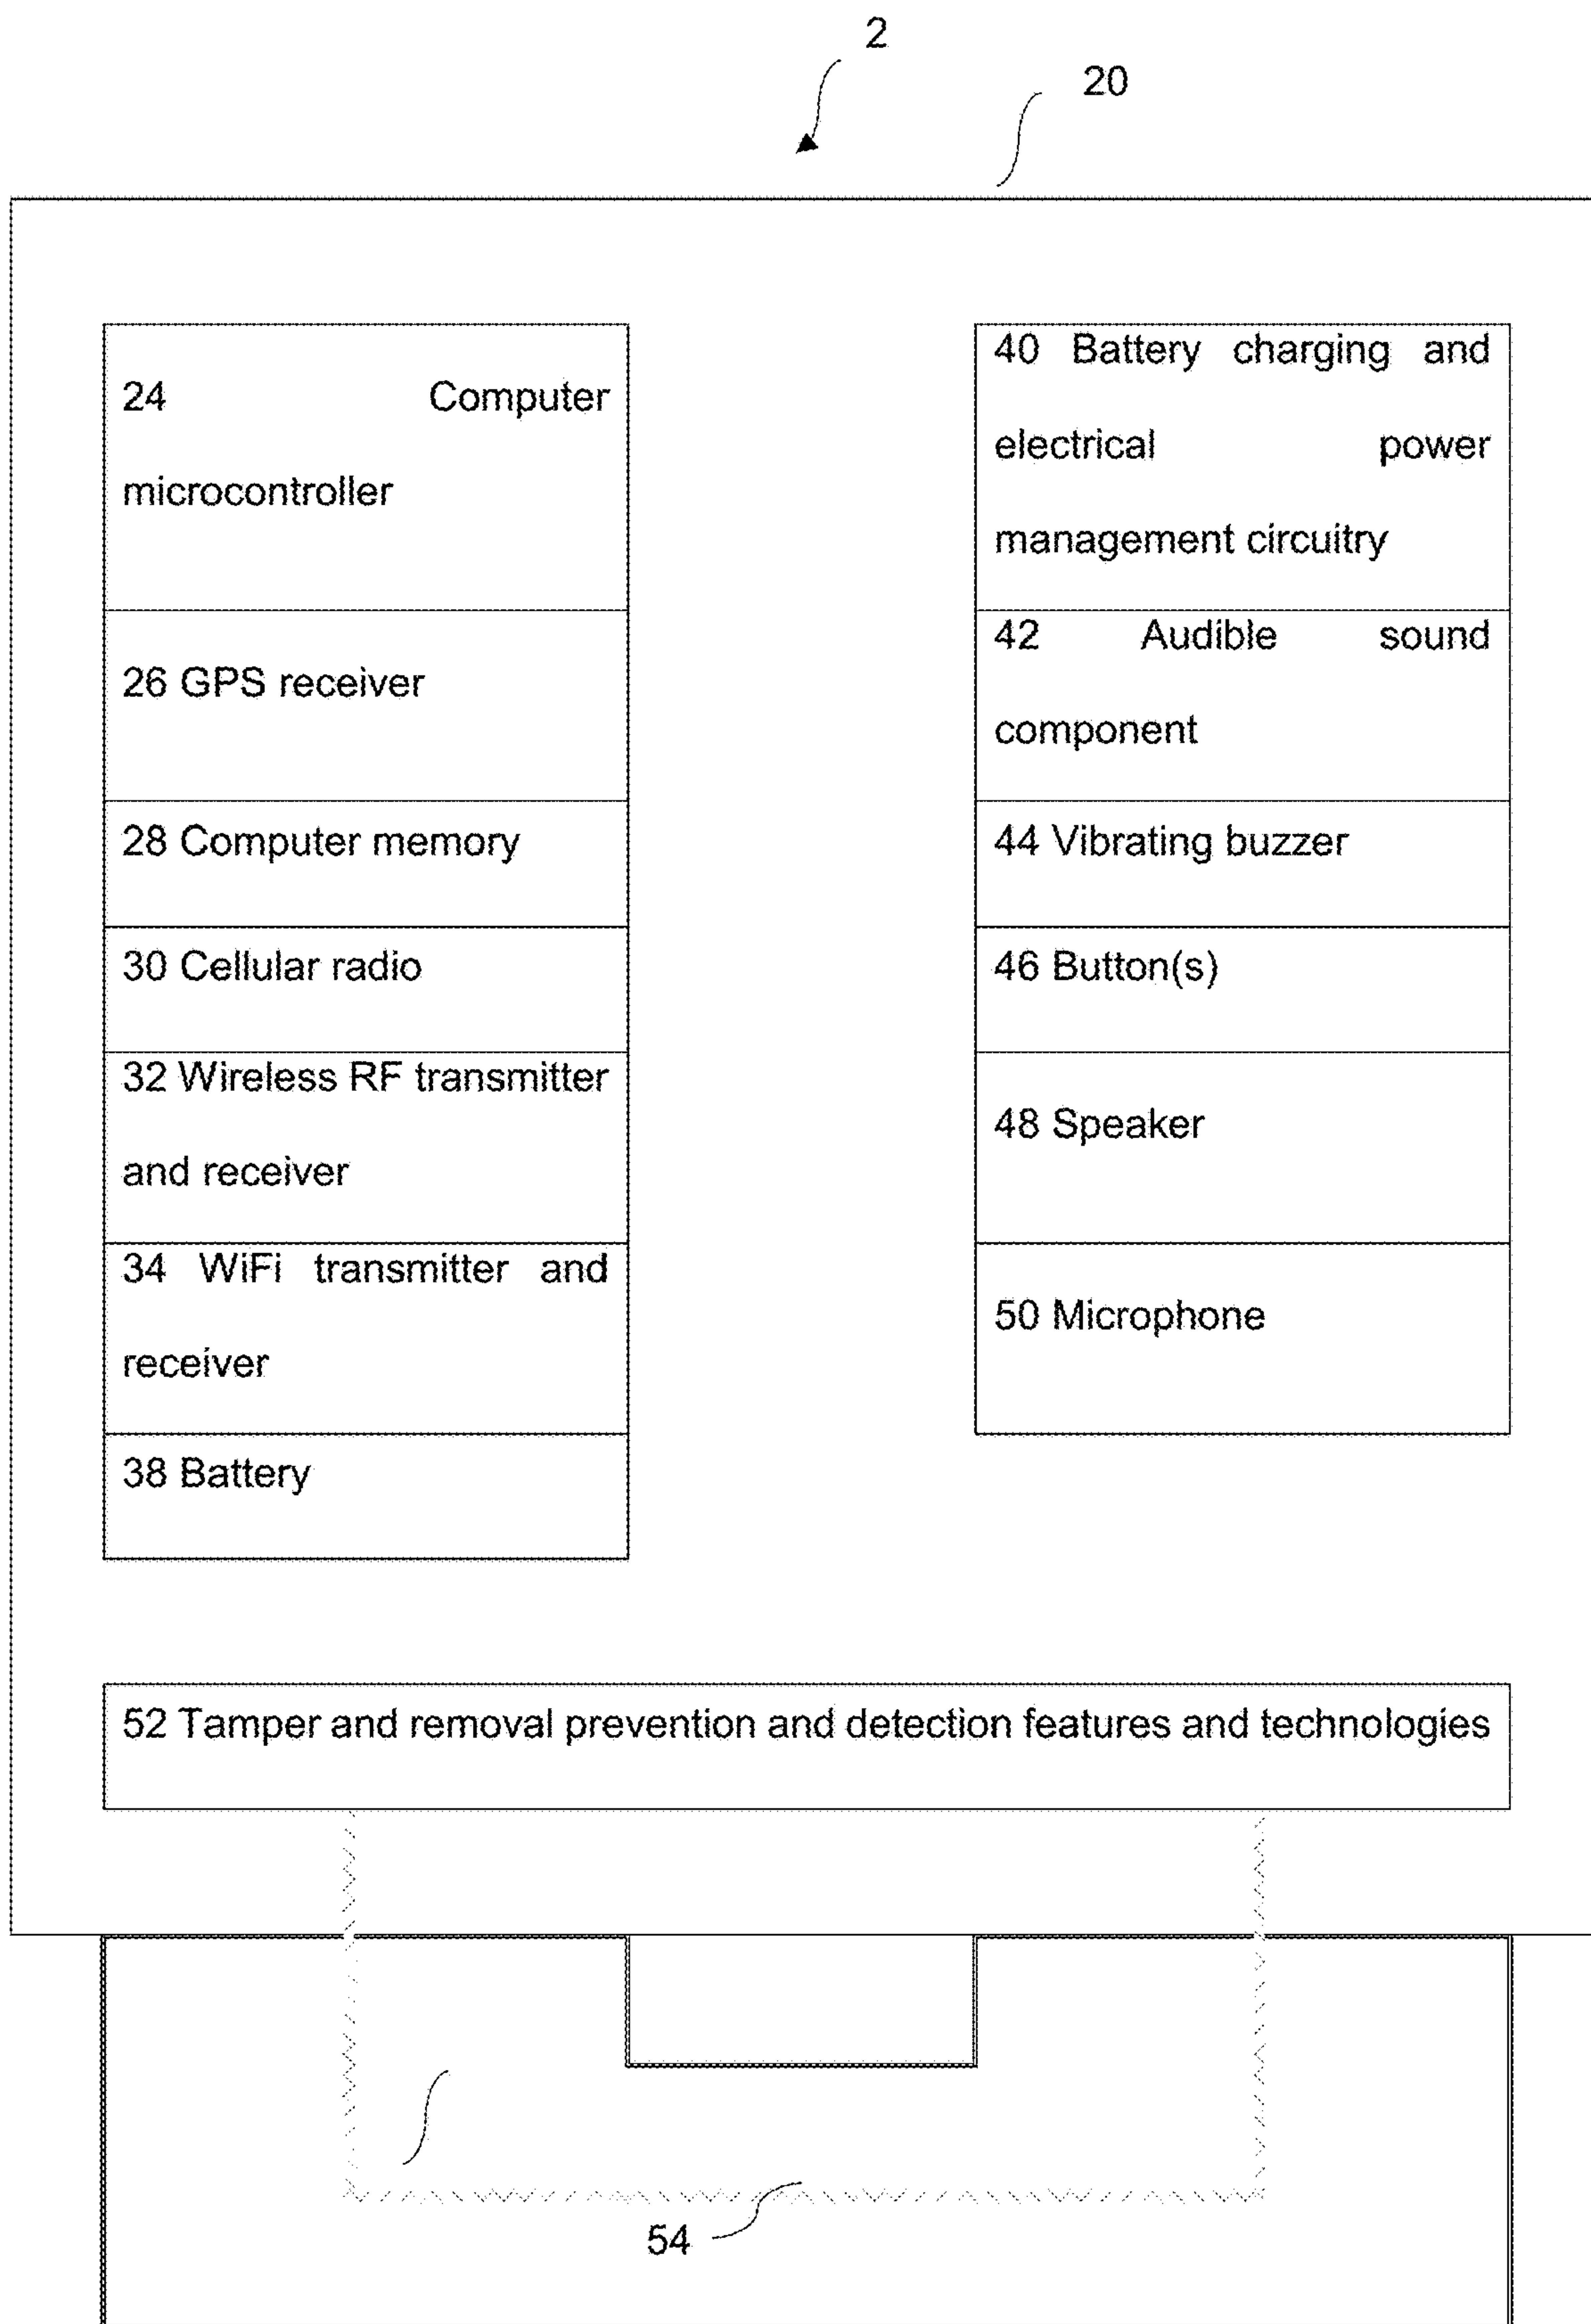 2
20
24 Computer
microcontroller
26 GPS receiver
28 Computer memory
30 Cellular radio
32 Wireless RF transmitter
and receiver
34 WiFi transmitter and
receiver
38 Battery
40 Battery charging and
electrical power
management circuitry
42 Audible sound
component
44 Vibrating buzzer
46 Button(s)
48 Speaker
50 Microphone
52 Tamper and removal prevention and detection features and technologies
54